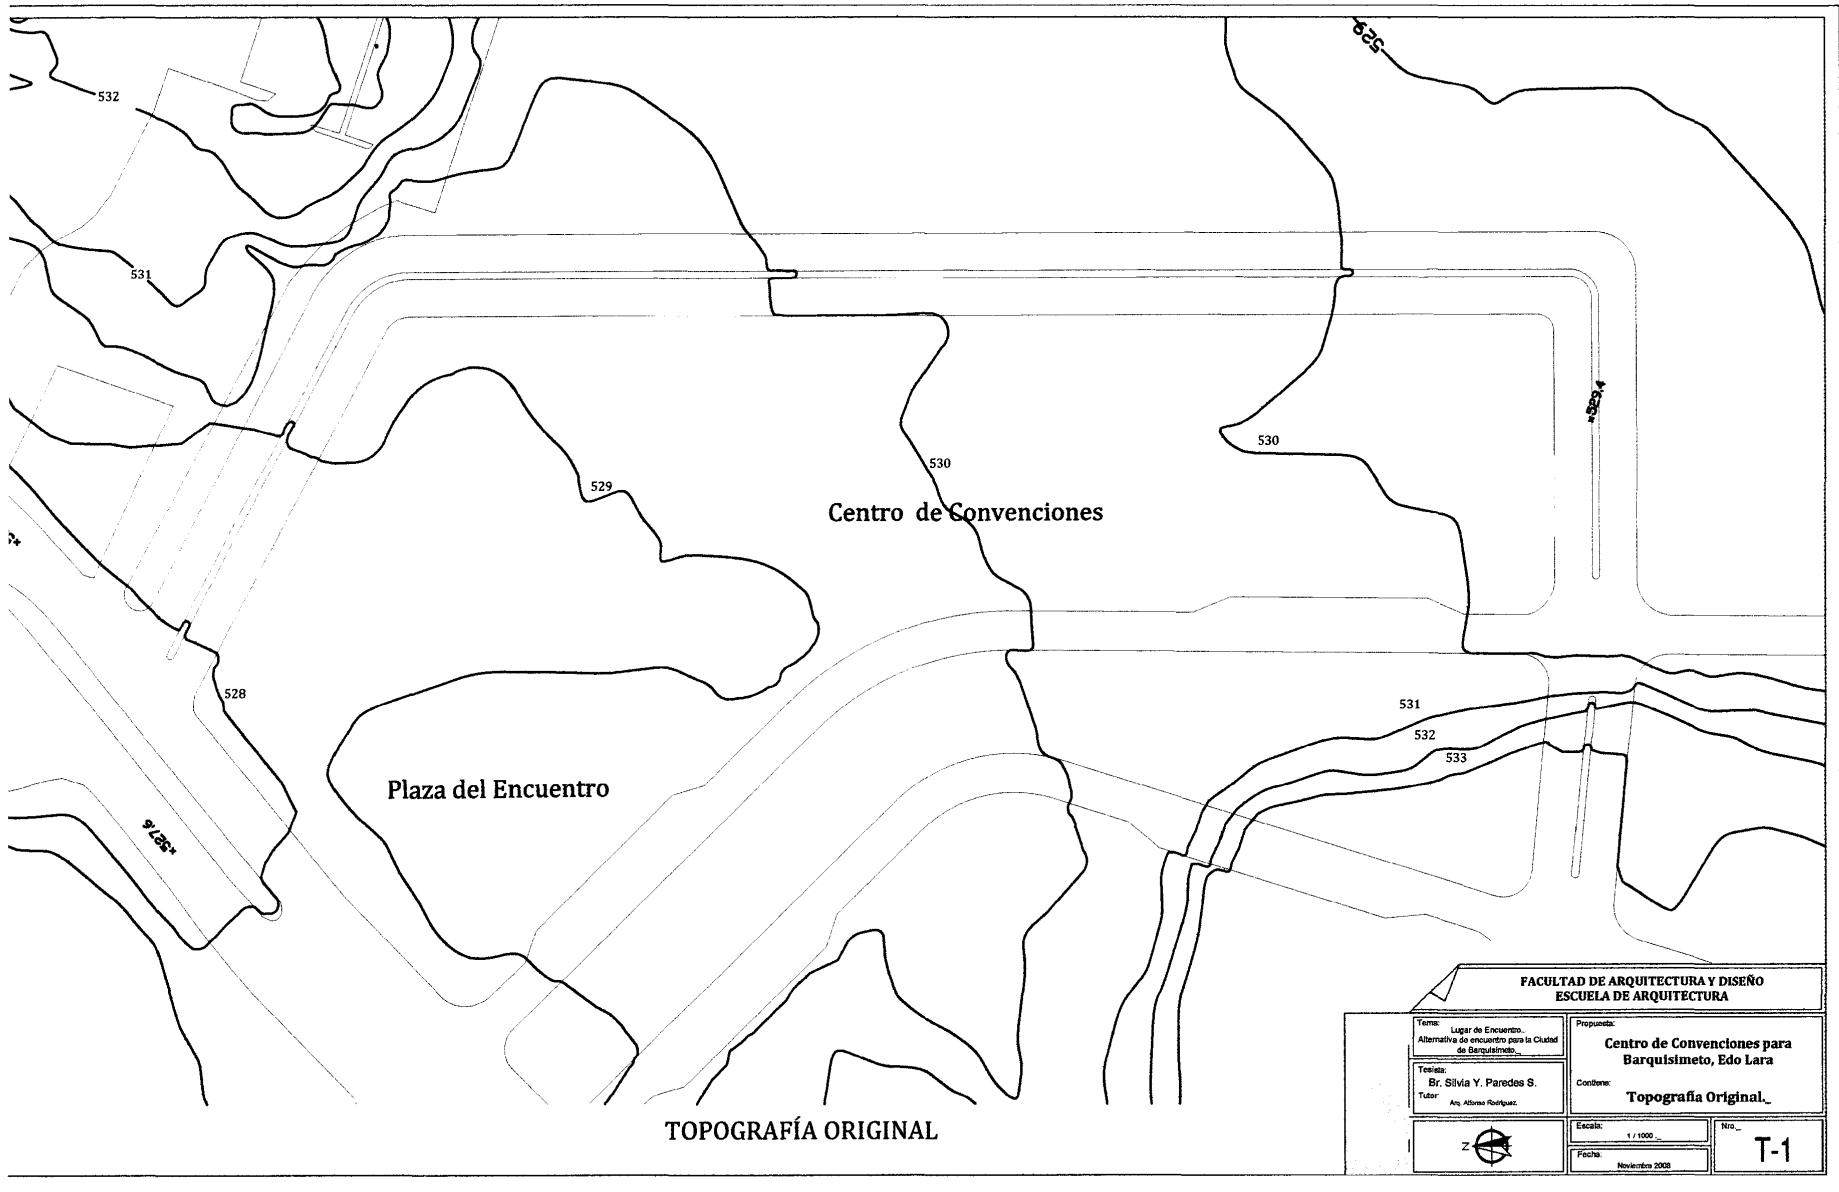 529
532
531
×529.4
530
530
529
Centro de Convenciones
528
531
532
533
Plaza del Encuentro
×527.6
TOPOGRAFÍA ORIGINAL
FACULTAD DE ARQUITECTURA Y DISEÑO
ESCUELA DE ARQUITECTURA
Tema:
Lugar de Encuentro._
Alternativa de encuentro para la Ciudad
de Barquisimeto._
Tesista:
Br. Silvia Y. Paredes S.
Tutor
Arq. Alfonso Rodríguez.
Propuesta:
Centro de Convenciones para
Barquisimeto, Edo Lara
Contiene:
Topografía Original._
Z
Escala:
1 / 1000 ._
Fecha:
Noviembre 2008
Nro._
T-1